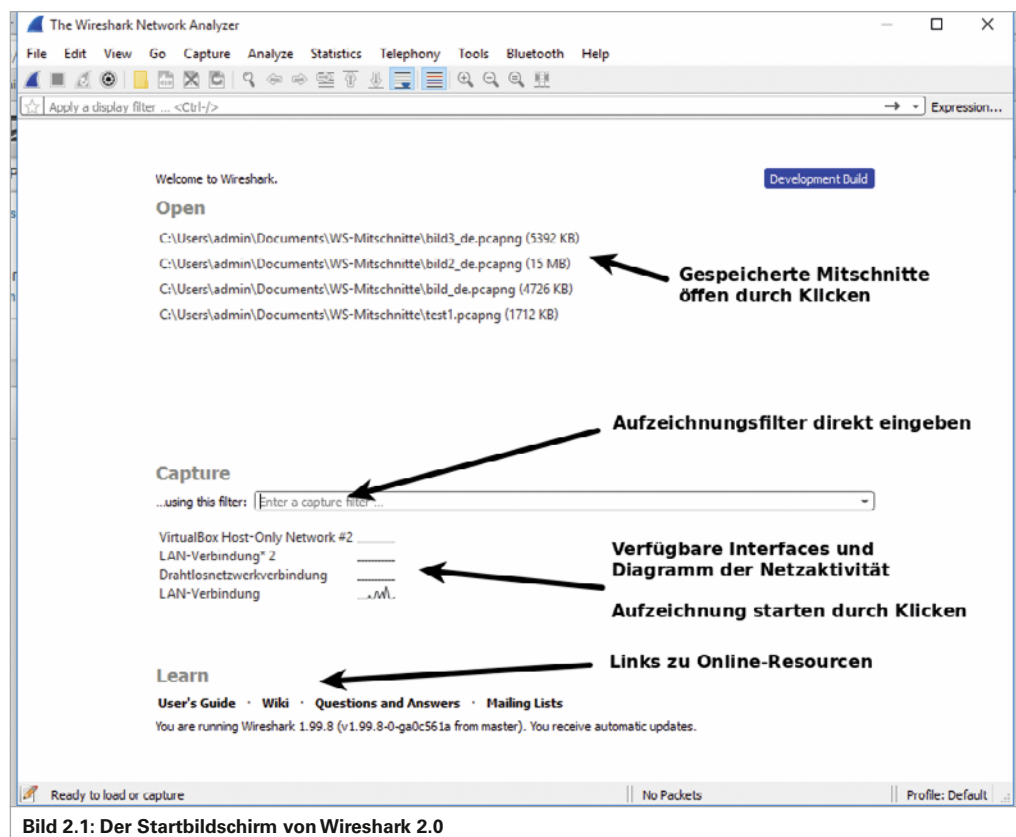 The Wireshark Network Analyzer
File Edit View Go Capture Analyze Statistics Telephony Tools Bluetooth Help
Apply a display filter ... <Ctrl-/>
Expression...
Welcome to Wireshark.
Development Build
Open
C:\Users\admin\Documents\WS-Mitschnitte\bild3_de.pcapng (5392 KB)
C:\Users\admin\Documents\WS-Mitschnitte\bild2_de.pcapng (15 MB)
C:\Users\admin\Documents\WS-Mitschnitte\bild_de.pcapng (4726 KB)
C:\Users\admin\Documents\WS-Mitschnitte\test1.pcapng (1712 KB)
Gespeicherte Mitschnitte
öffen durch Klicken
Aufzeichnungsfilter direkt eingeben
Capture
...using this filter: Enter a capture filter ...
VirtualBox Host-Only Network #2
LAN-Verbindung* 2
Drahtlosnetzwerkverbindung
LAN-Verbindung
Verfügbare Interfaces und
Diagramm der Netzaktivität
Aufzeichnung starten durch Klicken
Links zu Online-Resourcen
Learn
User's Guide · Wiki · Questions and Answers · Mailing Lists
You are running Wireshark 1.99.8 (v1.99.8-0-ga0c561a from master). You receive automatic updates.
Ready to load or capture
No Packets
Profile: Default
Bild 2.1: Der Startbildschirm von Wireshark 2.0